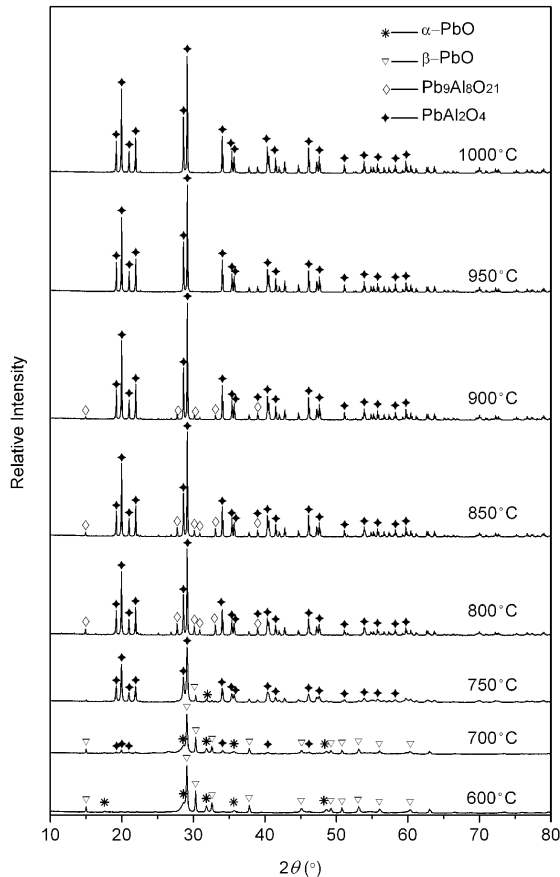 α−PbO
β−PbO
Pb9Al8O21
PbAl2O4
1000°C
950°C
900°C
850°C
800°C
750°C
700°C
600°C
Relative Intensity
10 20 30 40 50 60 70 80
2θ (°)